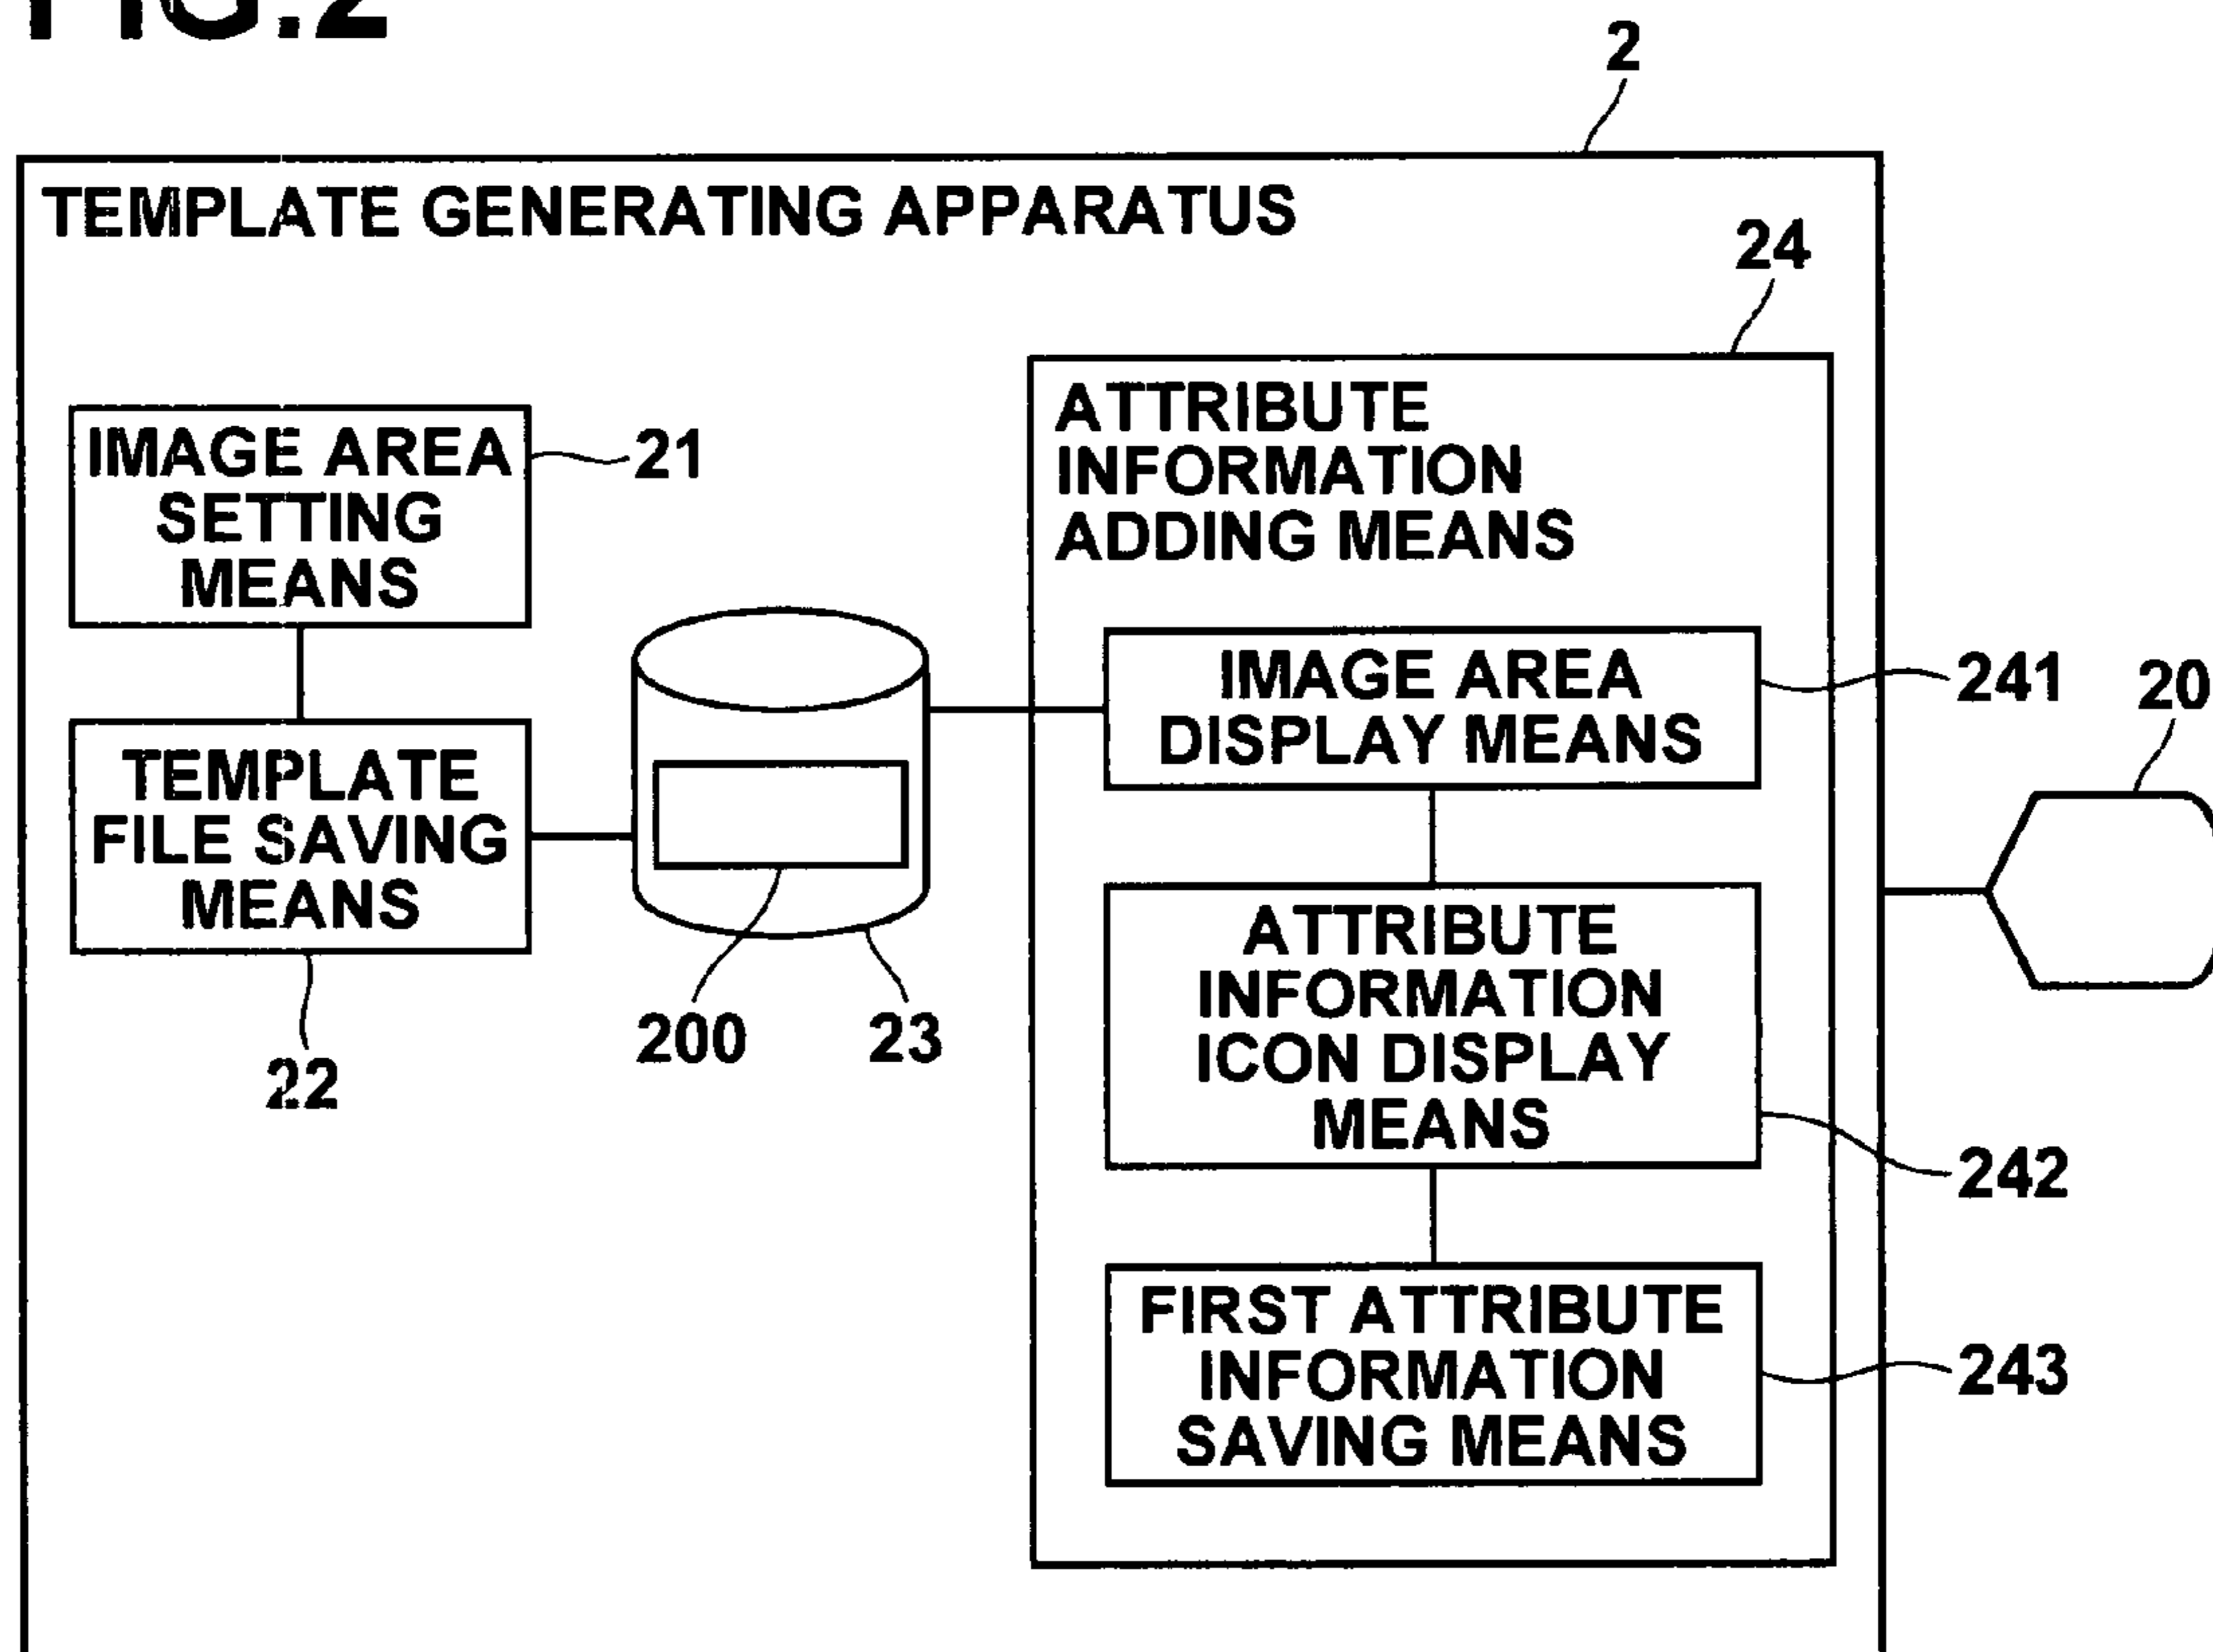 FIG.2
2
TEMPLATE GENERATING APPARATUS
24
IMAGE AREA
SETTING
MEANS
21
TEMPLATE
FILE SAVING
MEANS
22
200
23
ATTRIBUTE
INFORMATION
ADDING MEANS
IMAGE AREA
DISPLAY MEANS
241
20
ATTRIBUTE
INFORMATION
ICON DISPLAY
MEANS
242
FIRST ATTRIBUTE
INFORMATION
SAVING MEANS
243